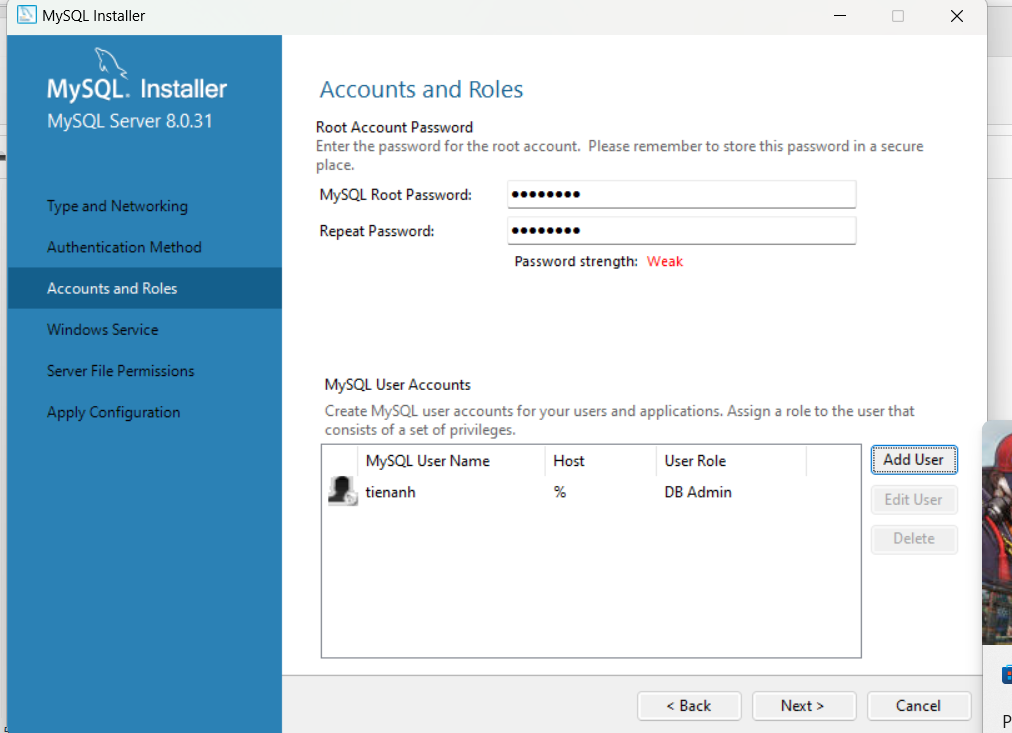 MySQL Installer
MySQL. Installer
MySQL Server 8.0.31
Type and Networking
Authentication Method
Accounts and Roles
Windows Service
Server File Permissions
Apply Configuration
Accounts and Roles
Root Account Password
Enter the password for the root account. Please remember to store this password in a secure
place.
MySQL Root Password: ●●●●●●●●
Repeat Password: ●●●●●●●●
Password strength: Weak
MySQL User Accounts
Create MySQL user accounts for your users and applications. Assign a role to the user that
consists of a set of privileges.
MySQL User Name Host User Role
tienanh % DB Admin
Add User
Edit User
Delete
< Back Next > Cancel
P